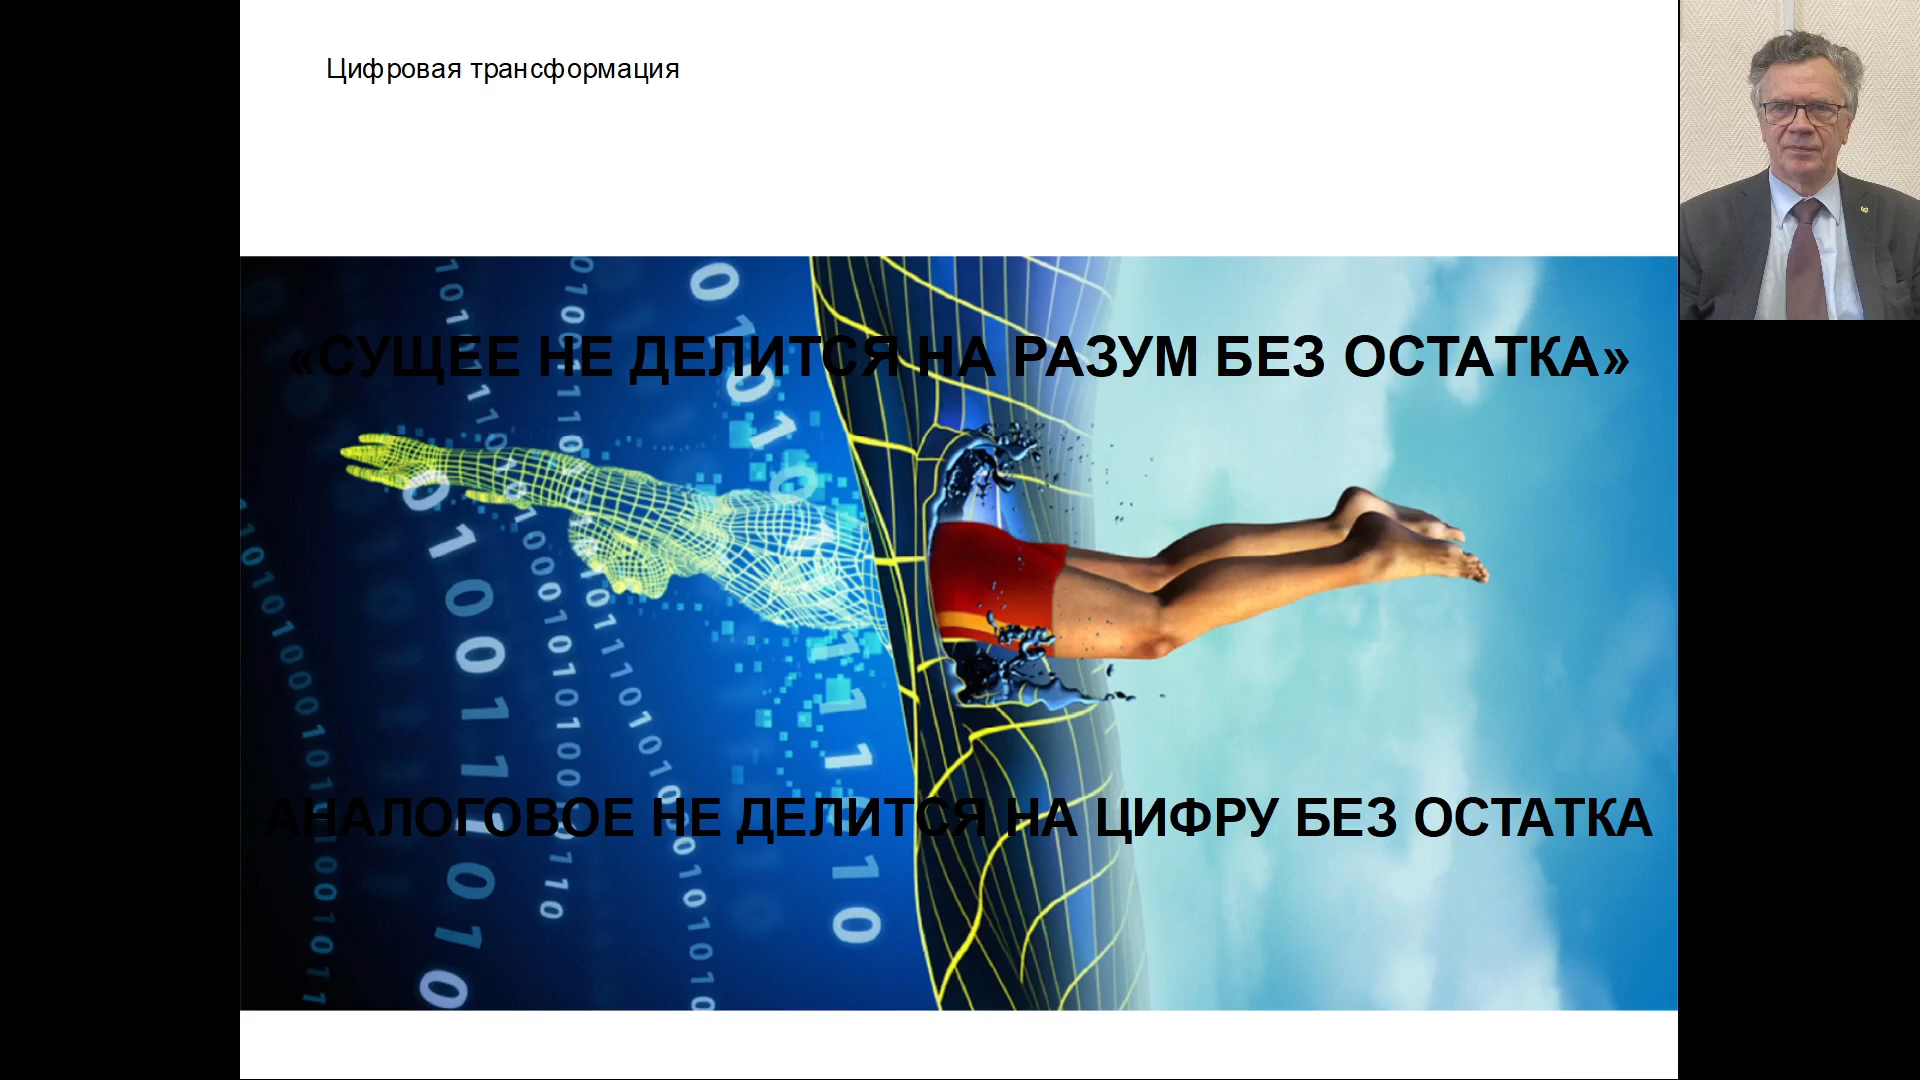 Цифровая трансформация
«СУЩЕЕ НЕ ДЕЛИТСЯ НА РАЗУМ БЕЗ ОСТАТКА»
АНАЛОГОВОЕ НЕ ДЕЛИТСЯ НА ЦИФРУ БЕЗ ОСТАТКА